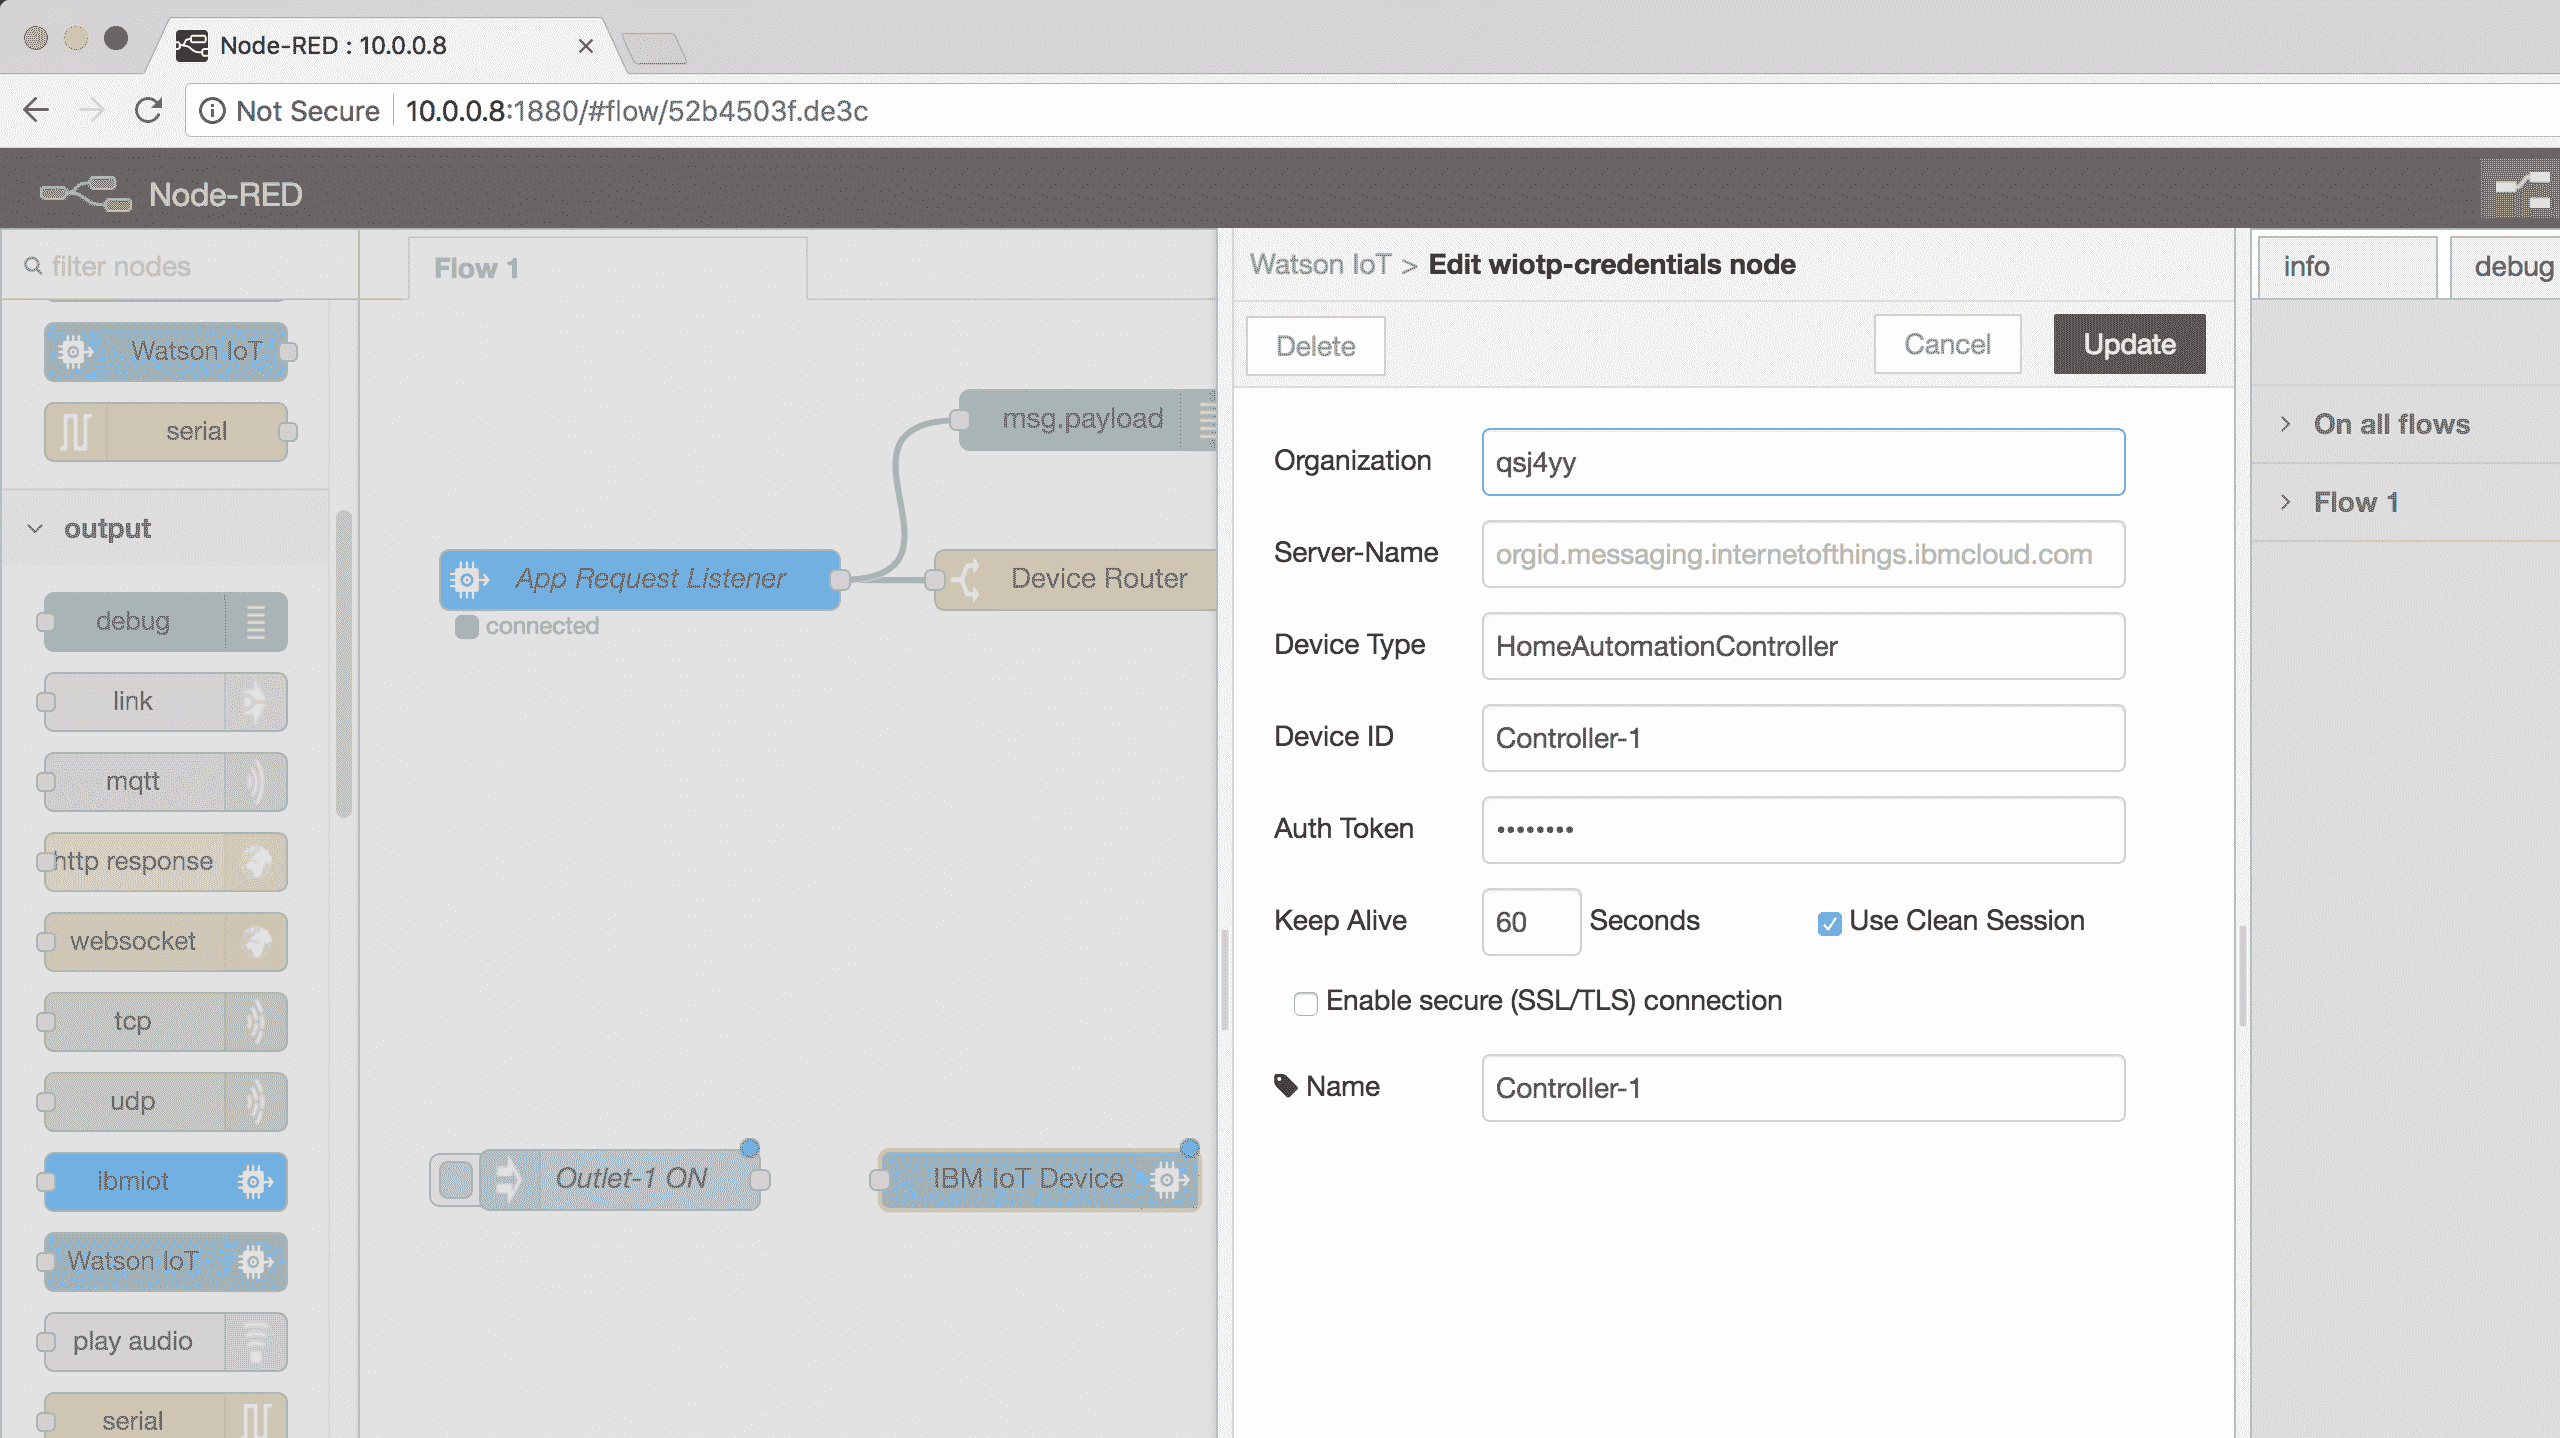 Node-RED : 10.0.0.8
Not Secure 10.0.0.8:1880/#flow/52b4503f.de3c
Node-RED
filter nodes
Watson IoT
serial
output
debug
link
mqtt
http response
websocket
tcp
udp
ibmiot
Watson IoT
play audio
serial
Flow 1
msg.payload
App Request Listener
Device Router
connected
Outlet-1 ON
IBM IoT Device
Watson IoT > Edit wiotp-credentials node
Delete
Cancel
Update
Organization qsj4yy
Server-Name orgid.messaging.internetofthings.ibmcloud.com
Device Type HomeAutomationController
Device ID Controller-1
Auth Token ••••••••
Keep Alive 60 Seconds Use Clean Session
Enable secure (SSL/TLS) connection
Name Controller-1
info
debug
On all flows
Flow 1